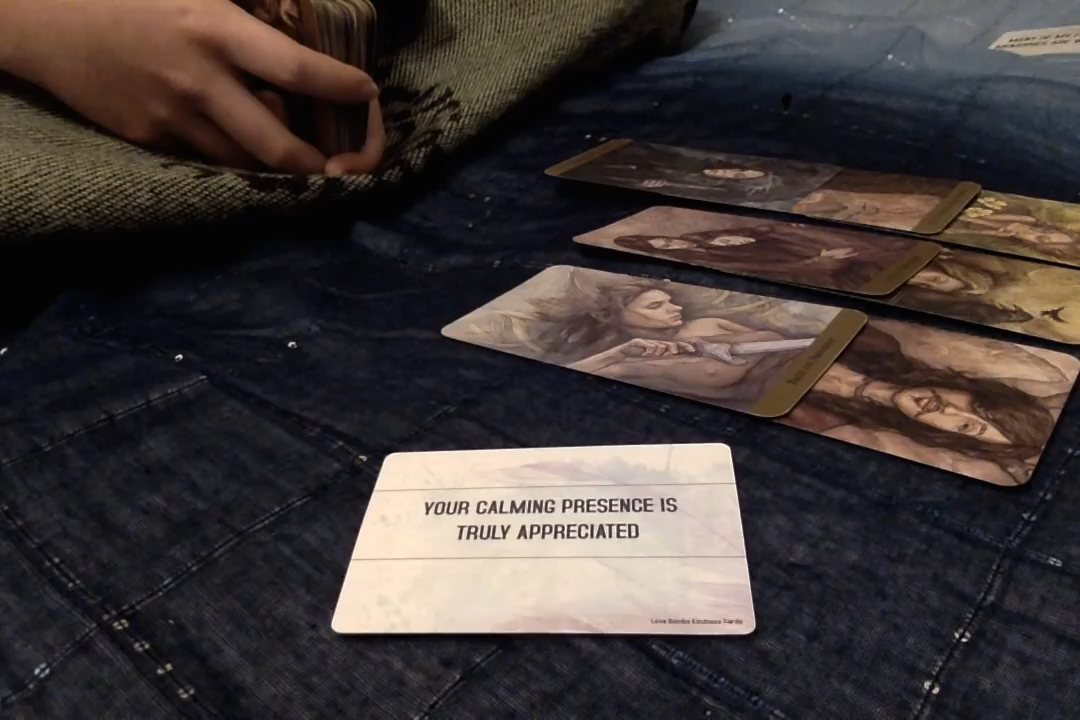 YOUR CALMING PRESENCE IS
TRULY APPRECIATED
Love Bombs Kindness Cards